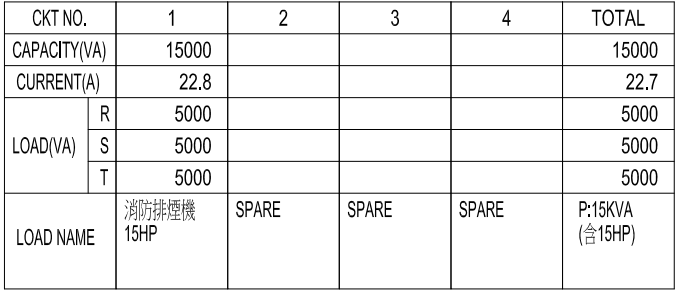 CKT NO. 1 2 3 4 TOTAL
CAPACITY(VA) 15000 15000
CURRENT(A) 22.8 22.7
LOAD(VA) R 5000 5000
S 5000 5000
T 5000 5000
LOAD NAME 消防排煙機 SPARE SPARE SPARE P:15KVA
15HP (含15HP)